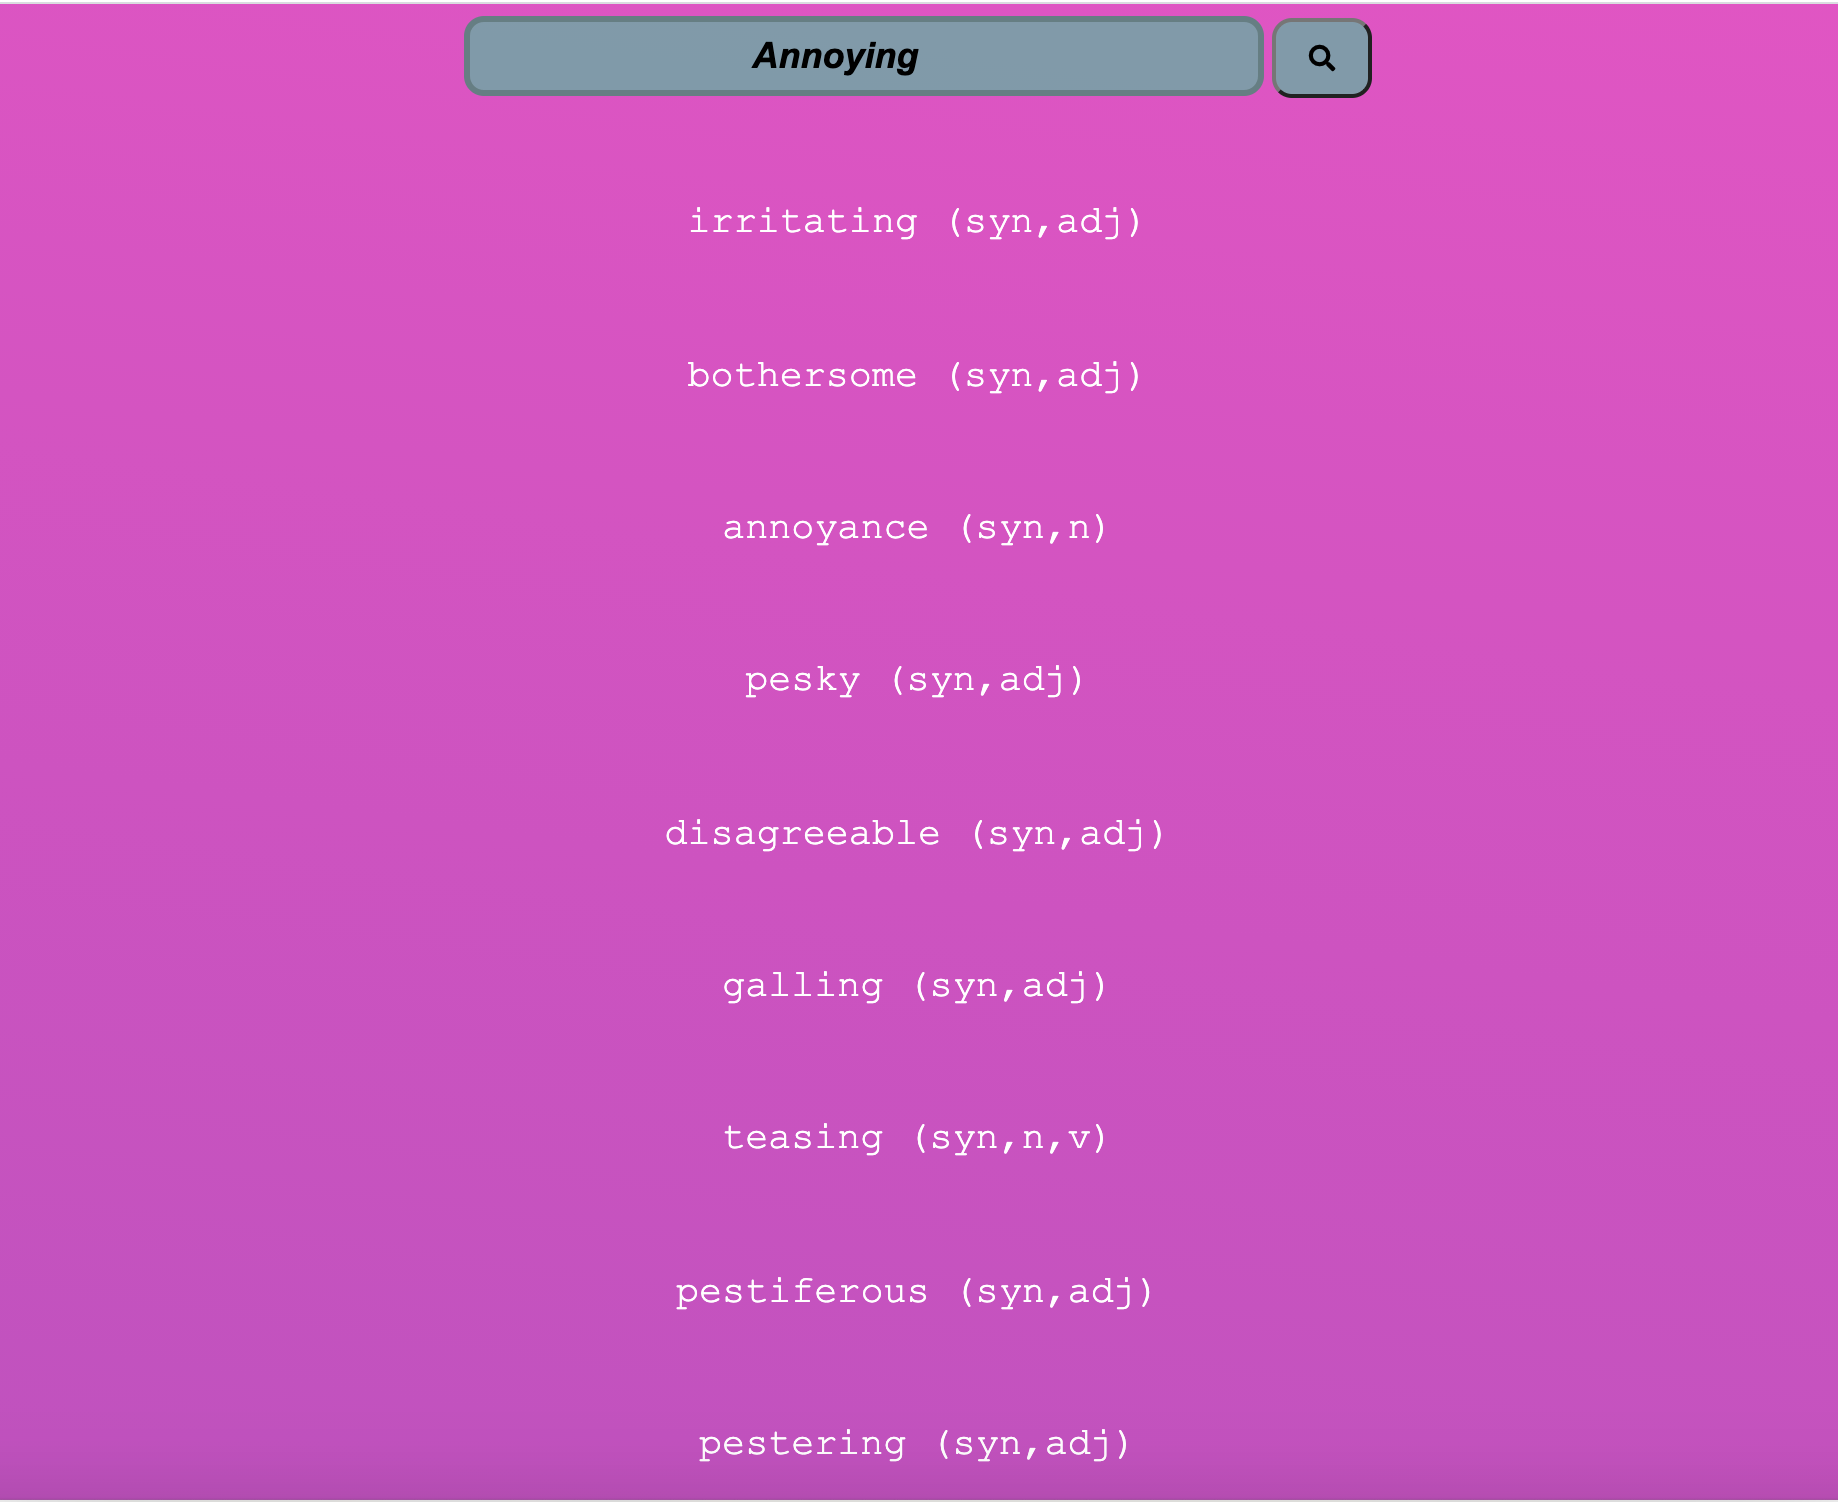 Annoying
irritating (syn,adj)
bothersome (syn,adj)
annoyance (syn,n)
pesky (syn,adj)
disagreeable (syn,adj)
galling (syn,adj)
teasing (syn,n,v)
pestiferous (syn,adj)
pestering (syn,adj)